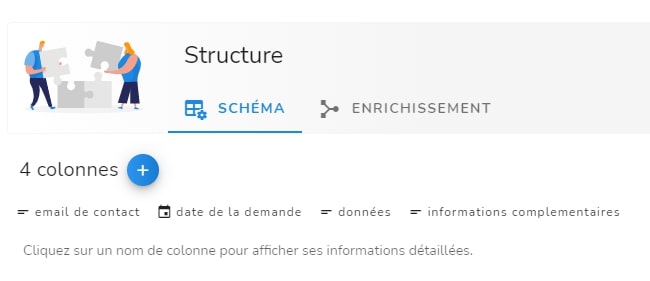 Structure
SCHÉMA ENRICHISSEMENT
4 colonnes
email de contact date de la demande données informations complementaires
Cliquez sur un nom de colonne pour afficher ses informations détaillées.